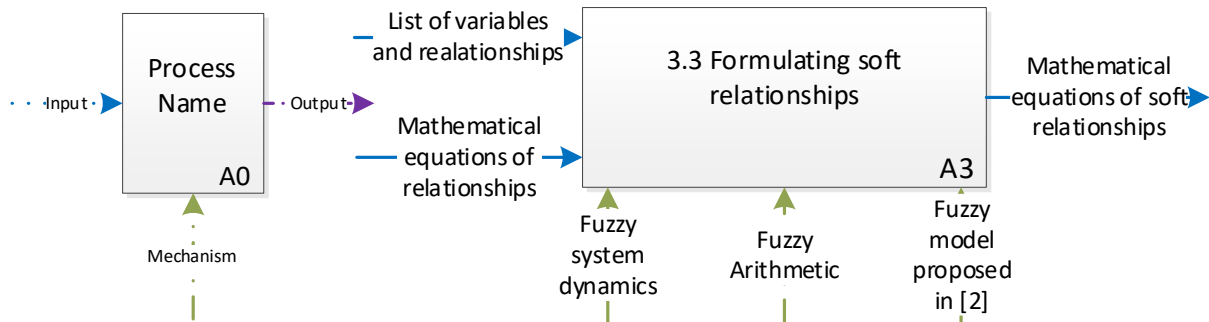 Input
Process
Name
A0
Output
Mechanism
List of variables
and realationships
Mathematical
equations of
relationships
3.3 Formulating soft
relationships
A3
Mathematical
equations of soft
relationships
Fuzzy
system
dynamics
Fuzzy
Arithmetic
Fuzzy
model
proposed
in [2]